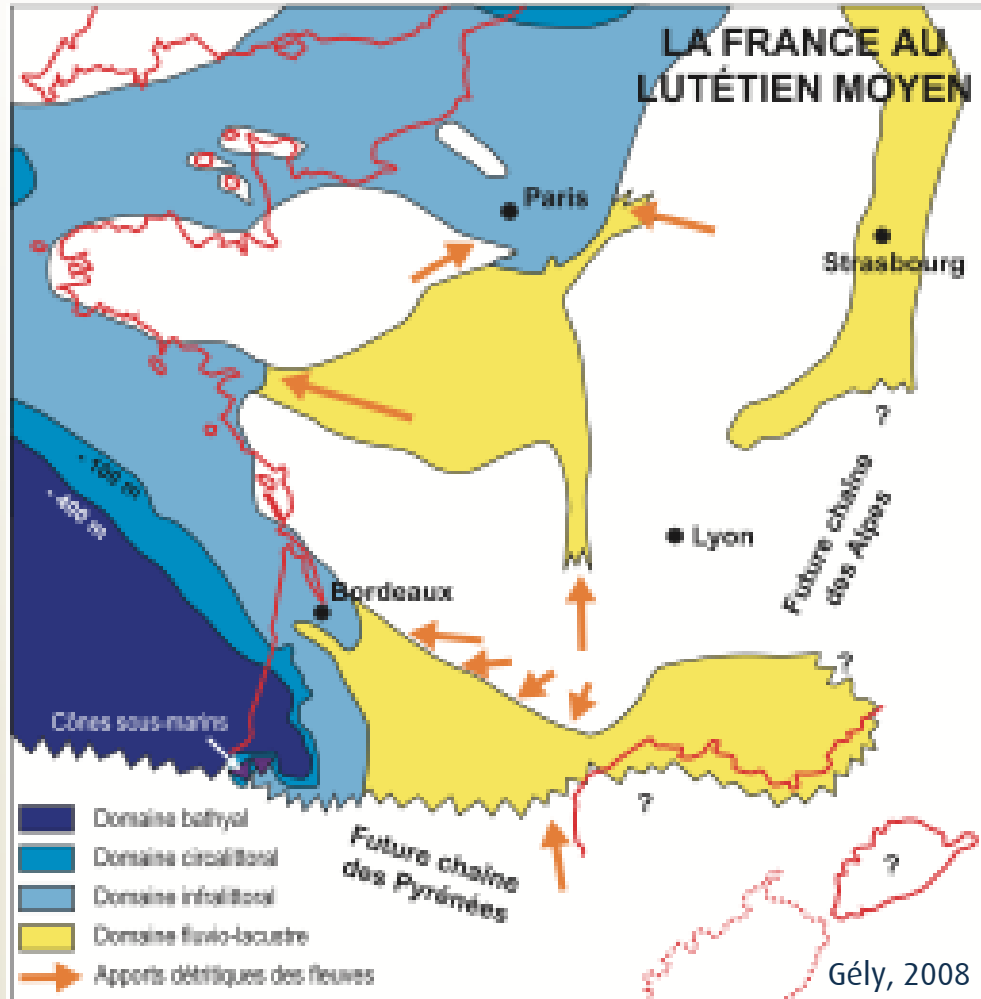 LA FRANCE AU
LUTÉTIEN MOYEN
Paris
Strasbourg
?
- 100 m
- 400 m
Lyon
Future chaîne
des Alpes
Bordeaux
?
Cônes sous-marins
?
Future chaîne
des Pyrénées
?
Domaine bathyal
Domaine circalittoral
Domaine infralittoral
Domaine fluvio-lacustre
Apports détritiques des fleuves
Gély, 2008